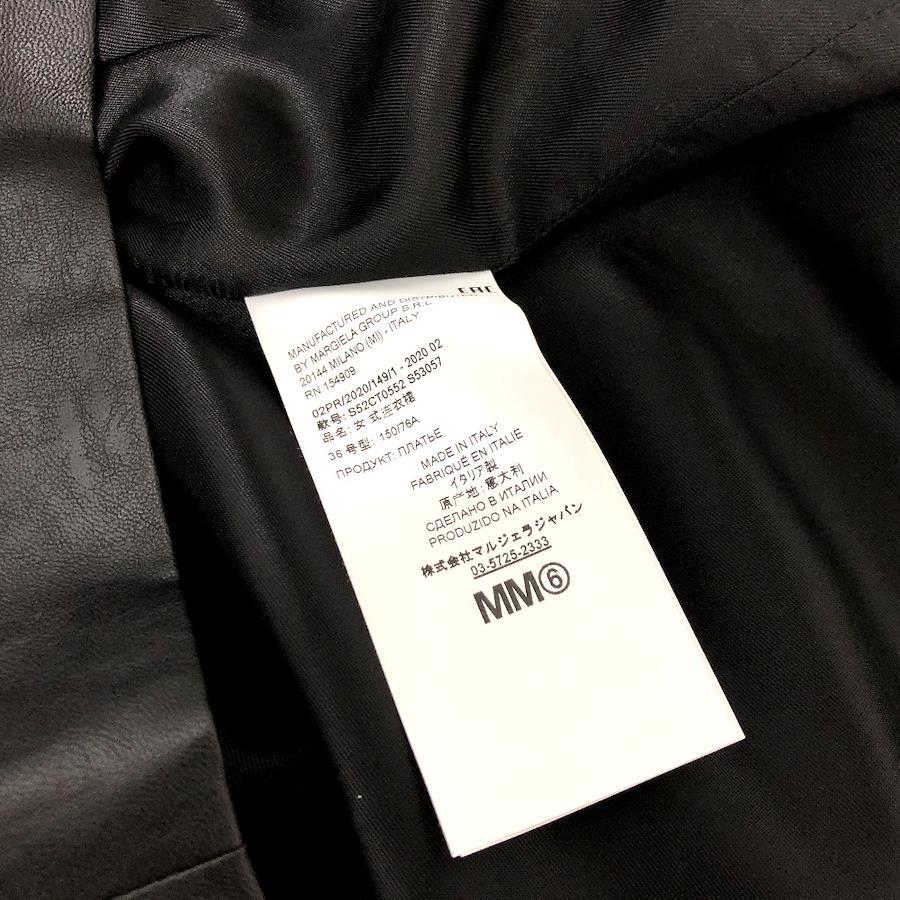 EAC
MANUFACTURED AND DISTRIBUTED
BY MARGIELA GROUP S.R.L.
20144 MILANO (MI) - ITALY
RN 154909
02PR/2020/149/1 - 2020 02
款号: S52CT0552 S53057
品名: 女式连衣裙
36 号型: 150/76A
ПРОДУКТ: ПЛАТЬЕ
MADE IN ITALY
FABRIQUÉ EN ITALIE
イタリア製
原产地: 意大利
СДЕЛАНО В ИТАЛИИ
PRODUZIDO NA ITALIA
株式会社マルジェラジャパン
03-5725-2333
MM⑥